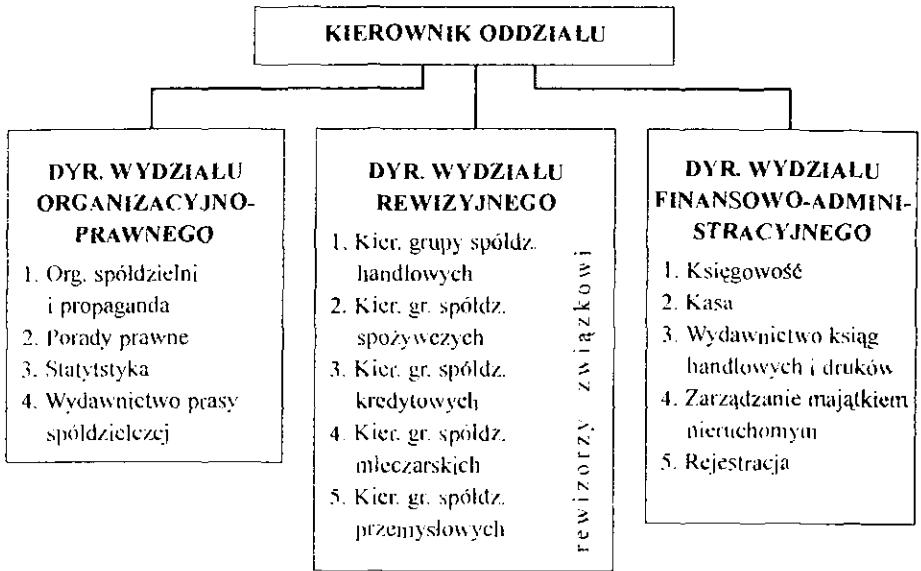 KIEROWNIK ODDZIAŁU
DYR. WYDZIAŁU
ORGANIZACYJNO-
PRAWNEGO
1. Org. spółdzielni
i propaganda
2. Porady prawne
3. Statytstyka
4. Wydawnictwo prasy
spółdzielczej
DYR. WYDZIAŁU
REWIZYJNEGO
1. Kier. grupy spółdz.
handlowych
2. Kier. gr. spółdz.
spożywczych
3. Kier. gr. spółdz.
kredytowych
4. Kier. gr. spółdz.
mleczarskich
5. Kier. gr. spółdz.
przemysłowych
rewizorzy związkowi
DYR. WYDZIAŁU
FINANSOWO-ADMINI-
STRACYJNEGO
1. Księgowość
2. Kasa
3. Wydawnictwo ksiąg
handlowych i druków
4. Zarządzanie majątkiem
nieruchomym
5. Rejestracja